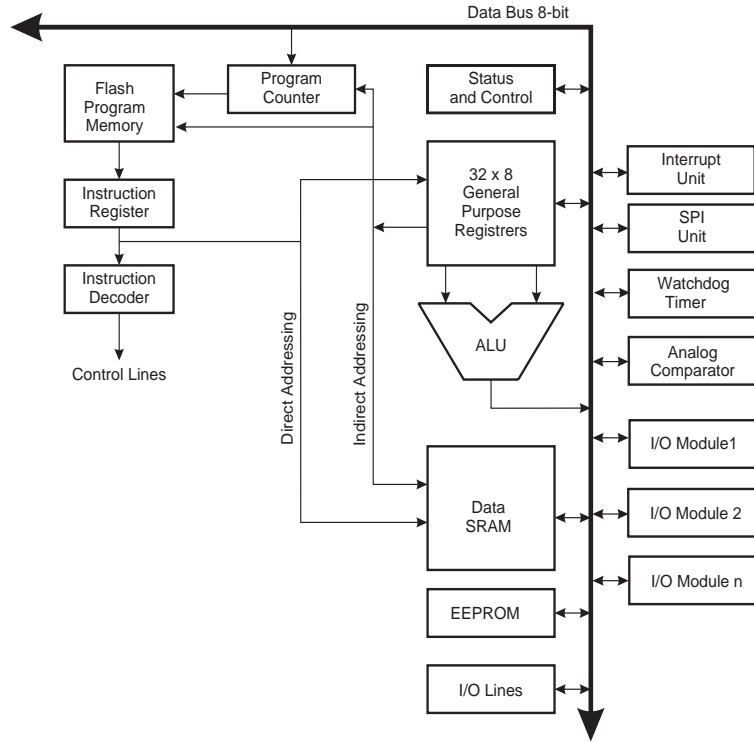 Data Bus 8-bit
Flash
Program
Memory
Program
Counter
Status
and Control
32 x 8
General
Purpose
Registrers
Instruction
Register
Instruction
Decoder
Control Lines
Direct Addressing
Indirect Addressing
ALU
Interrupt
Unit
SPI
Unit
Watchdog
Timer
Analog
Comparator
I/O Module1
Data
SRAM
I/O Module 2
I/O Module n
EEPROM
I/O Lines